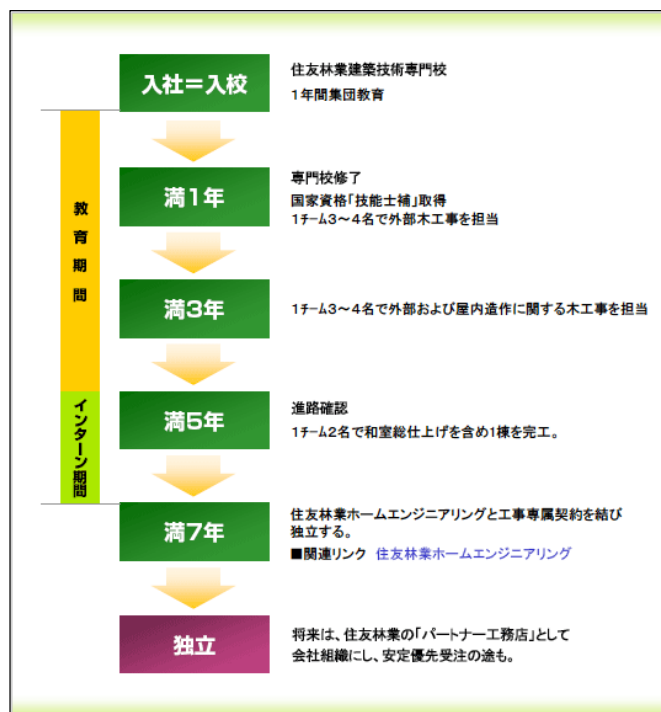 入社＝入校
住友林業建築技術専門校
１年間集団教育
教育期間
満1年
専門校修了
国家資格「技能士補」取得
１ﾁｰﾑ３～４名で外部木工事を担当
満3年
１ﾁｰﾑ３～４名で外部および屋内造作に関する木工事を担当
インターン期間
満5年
進路確認
１ﾁｰﾑ２名で和室総仕上げを含め１棟を完工。
満7年
住友林業ホームエンジニアリングと工事専属契約を結び
独立する。
■関連リンク 住友林業ホームエンジニアリング
独立
将来は、住友林業の「パートナー工務店」として
会社組織にし、安定優先受注の途も。